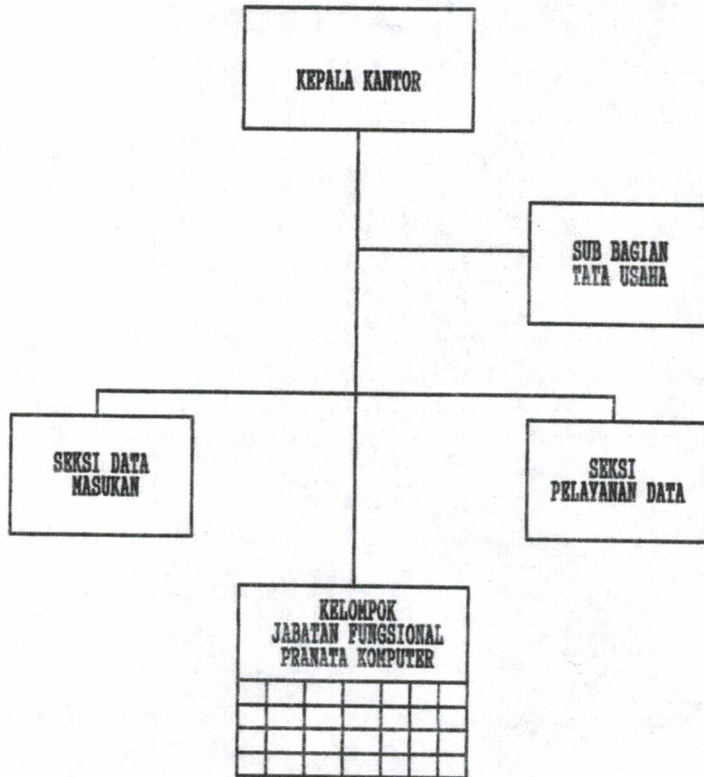 KEPALA KANTOR
SUB BAGIAN
TATA USAHA
SEKSI DATA
MASUKAN
SEKSI
PELAYANAN DATA
KELOMPOK
JABATAN FUNGSIONAL
PRANATA KOMPUTER